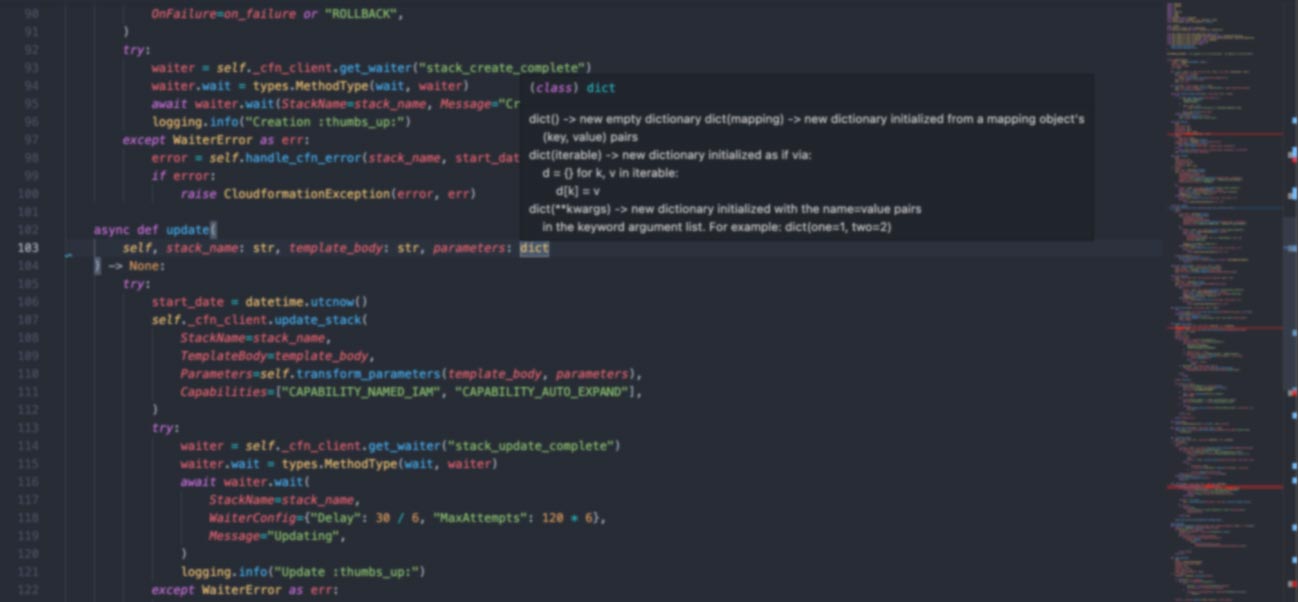 90 OnFailure=on_failure or "ROLLBACK",
91 )
92 try:
93 waiter = self._cfn_client.get_waiter("stack_create_complete")
94 waiter.wait = types.MethodType(wait, waiter)
95 await waiter.wait(StackName=stack_name, Message="Cr
96 logging.info("Creation :thumbs_up:")
97 except WaiterError as err:
98 error = self.handle_cfn_error(stack_name, start_dat
99 if error:
100 raise CloudformationException(error, err)
101
(class) dict
dict() -> new empty dictionary dict(mapping) -> new dictionary initialized from a mapping object's
(key, value) pairs
dict(iterable) -> new dictionary initialized as if via:
d = {} for k, v in iterable:
d[k] = v
dict(**kwargs) -> new dictionary initialized with the name=value pairs
in the keyword argument list. For example: dict(one=1, two=2)
102 async def update(
103 self, stack_name: str, template_body: str, parameters: dict
104 ) -> None:
105 try:
106 start_date = datetime.utcnow()
107 self._cfn_client.update_stack(
108 StackName=stack_name,
109 TemplateBody=template_body,
110 Parameters=self.transform_parameters(template_body, parameters),
111 Capabilities=["CAPABILITY_NAMED_IAM", "CAPABILITY_AUTO_EXPAND"],
112 )
113 try:
114 waiter = self._cfn_client.get_waiter("stack_update_complete")
115 waiter.wait = types.MethodType(wait, waiter)
116 await waiter.wait(
117 StackName=stack_name,
118 WaiterConfig={"Delay": 30 / 6, "MaxAttempts": 120 * 6},
119 Message="Updating",
120 )
121 logging.info("Update :thumbs_up:")
122 except WaiterError as err: